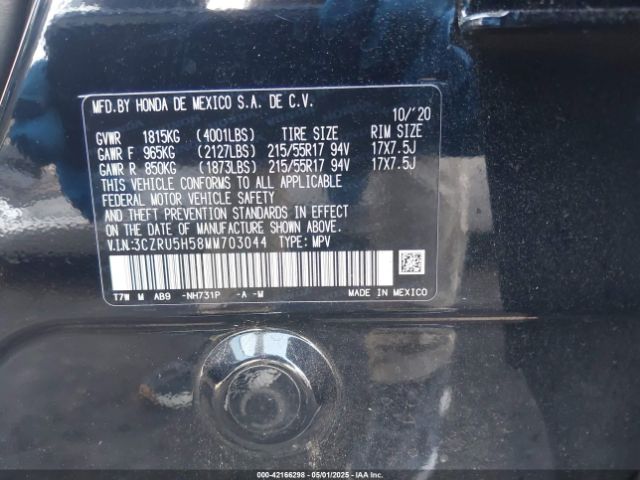 MFD.BY HONDA DE MEXICO S.A. DE C.V.
10/'20
GVWR 1815KG (4001LBS) TIRE SIZE RIM SIZE
GAWR F 965KG (2127LBS) 215/55R17 94V 17X7.5J
GAWR R 850KG (1873LBS) 215/55R17 94V 17X7.5J
THIS VEHICLE CONFORMS TO ALL APPLICABLE
FEDERAL MOTOR VEHICLE SAFETY
AND THEFT PREVENTION STANDARDS IN EFFECT
ON THE DATE OF MANUFACTURE SHOWN ABOVE.
V.I.N:3CZRU5H58MM703044 TYPE: MPV
T7W M AB9 -NH731P -A -M MADE IN MEXICO
000-42166298 - 05/01/2025 - IAA Inc.